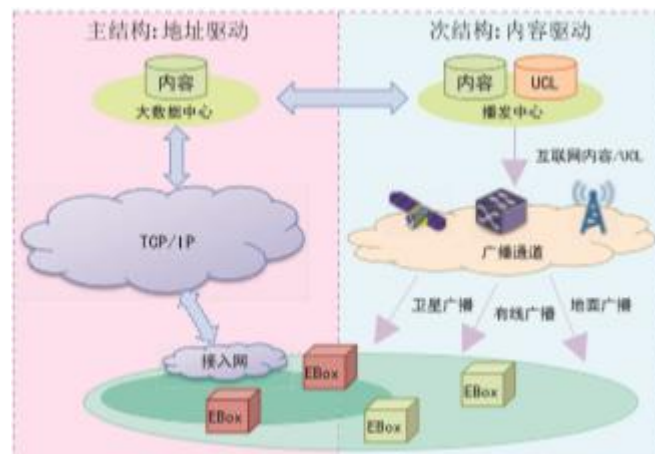 主结构:地址驱动
次结构:内容驱动
内容
大数据中心
内容
UCL
播发中心
互联网内容/UCL
TCP/IP
广播通道
卫星广播
有线广播
地面广播
接入网
EBox
EBox
EBox
EBox